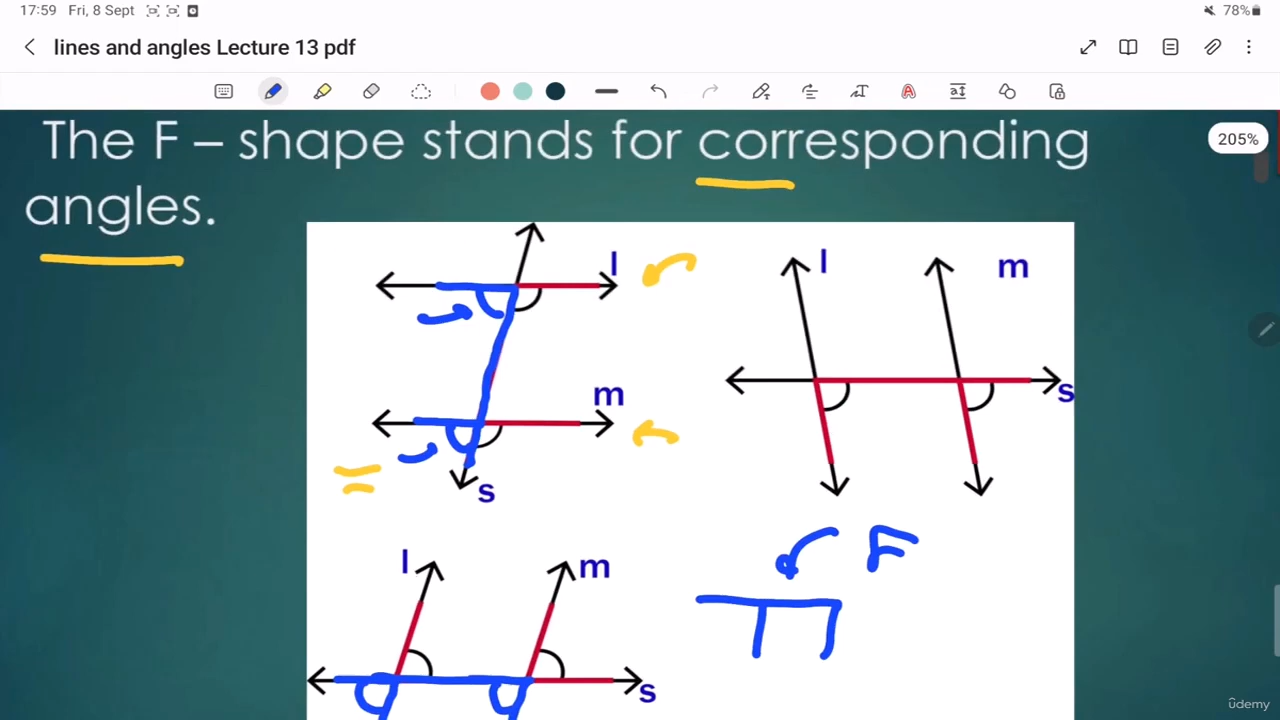 17:59 Fri, 8 Sept 78%
lines and angles Lecture 13 pdf
The F – shape stands for corresponding
angles.
205%
l
l m
m
s
s
F
l m
s
ûdemy